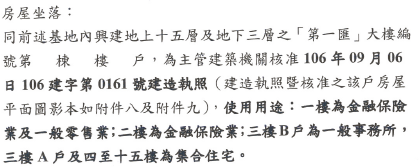 房屋坐落：
同前述基地內興建地上十五層及地下三層之「第一匯」大樓編
號第　棟　樓　戶，為主管建築機關核准 106 年 09 月 06
日 106 建字第 0161 號建造執照（建造執照暨核准之該戶房屋
平面圖影本如附件八及附件九），使用用途：一樓為金融保險
業及一般零售業；二樓為金融保險業；三樓 B 戶為一般事務所，
三樓 A 戶及四至十五樓為集合住宅。